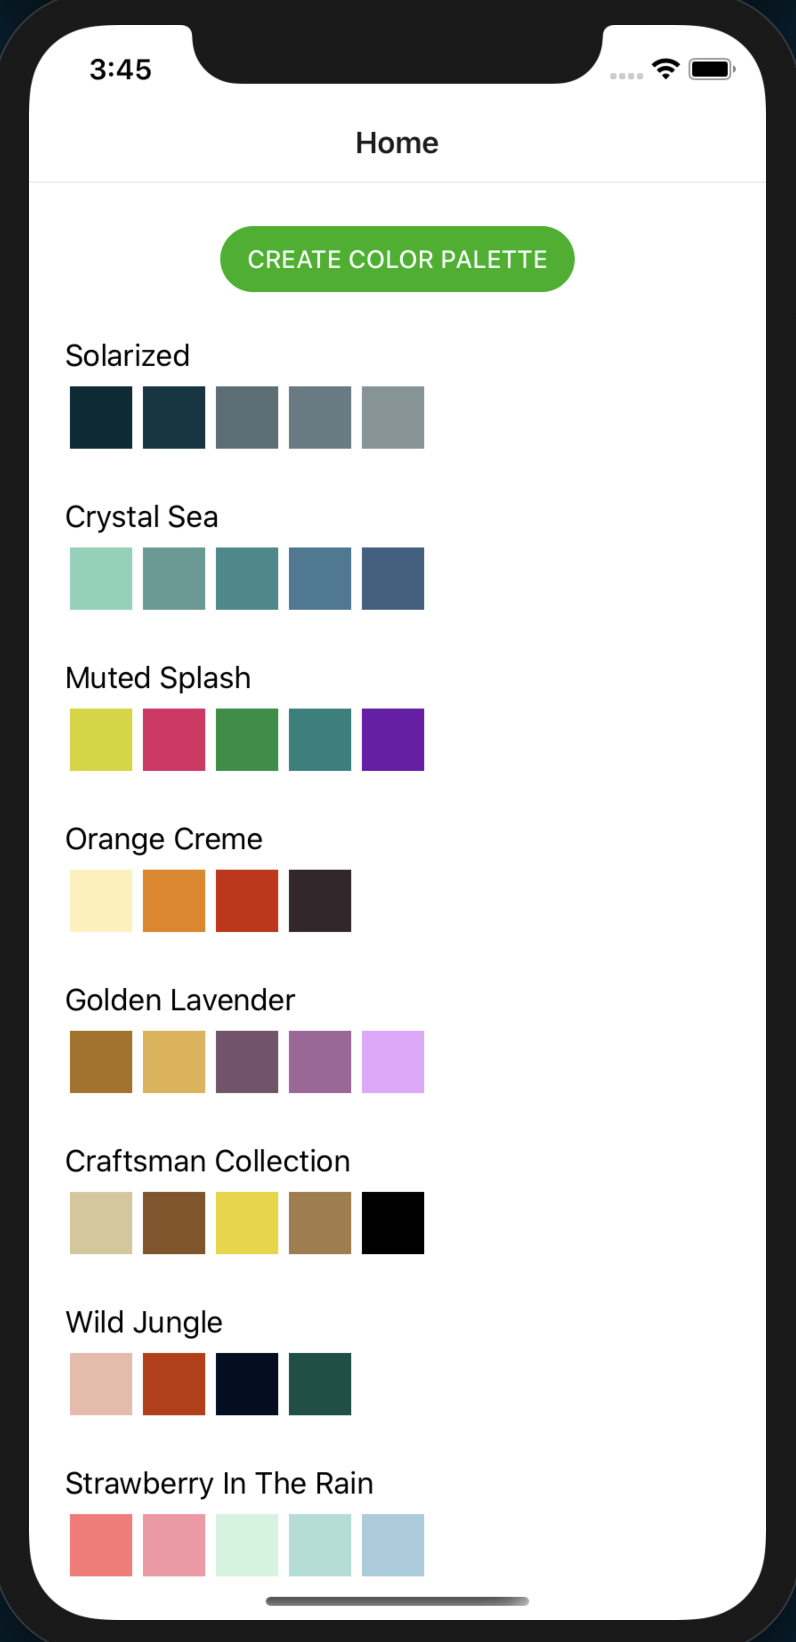 3:45
Home
CREATE COLOR PALETTE
Solarized
Crystal Sea
Muted Splash
Orange Creme
Golden Lavender
Craftsman Collection
Wild Jungle
Strawberry In The Rain